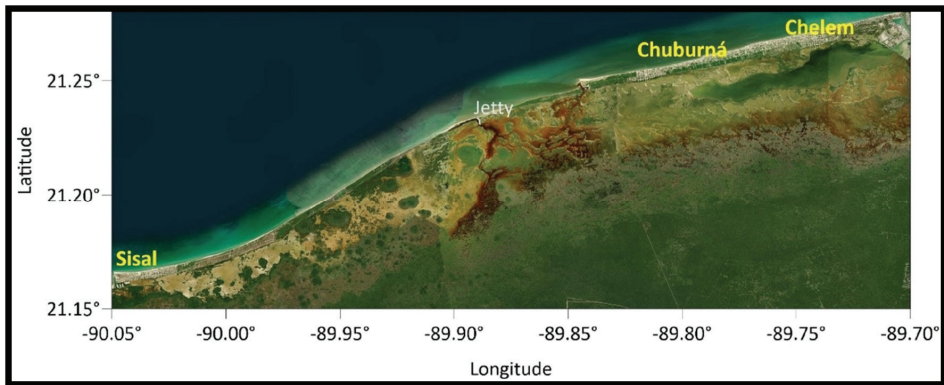 Chelem
Chuburná
21.25°
Jetty
Latitude
21.20°
Sisal
21.15°
-90.05° -90.00° -89.95° -89.90° -89.85° -89.80° -89.75° -89.70°
Longitude